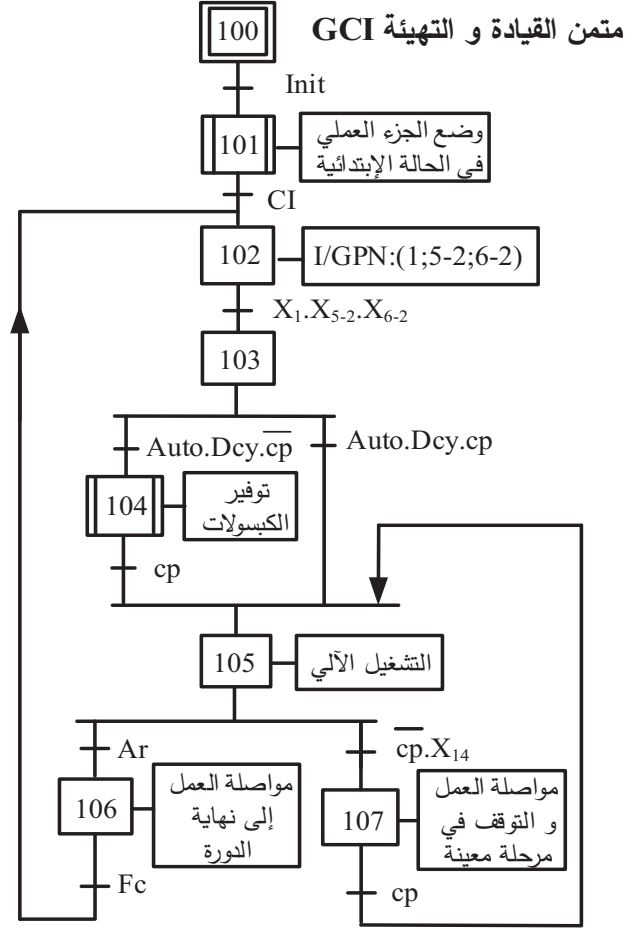 متمن القيادة و التهيئة GCI
100
Init
101
وضع الجزء العملي
في الحالة الإبتدائية
CI
102
I/GPN:(1;5-2;6-2)
X₁.X₅₋₂.X₆₋₂
103
Auto.Dcy.c̅p̅
Auto.Dcy.cp
104
توفير
الكبسولات
cp
105
التشغيل الآلي
Ar
c̅p̅.X₁₄
106
مواصلة العمل
إلى نهاية
الدورة
107
مواصلة العمل
و التوقف في
مرحلة معينة
Fc
cp